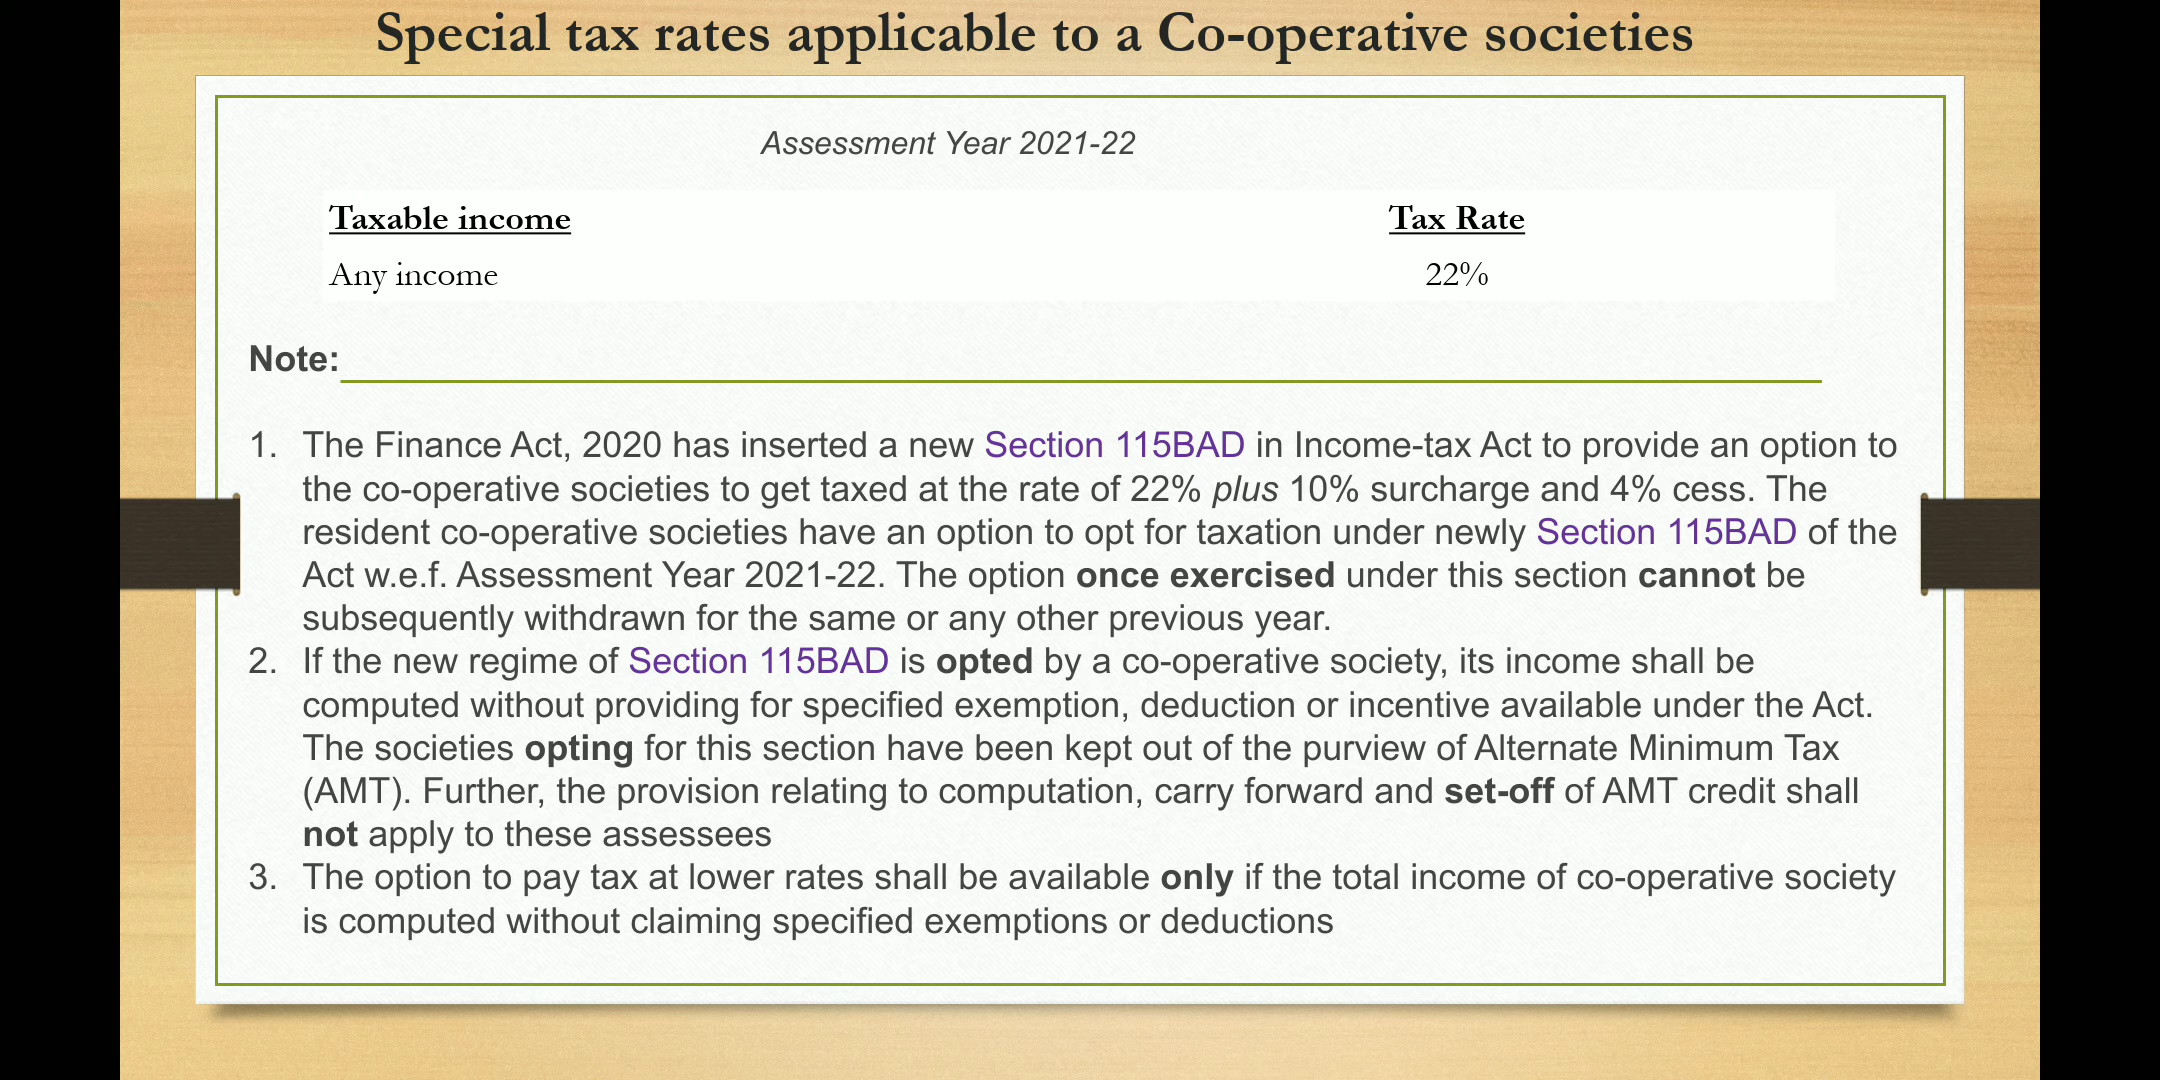 Special tax rates applicable to a Co-operative societies
Assessment Year 2021-22
Taxable income Tax Rate
Any income 22%
Note:
1. The Finance Act, 2020 has inserted a new Section 115BAD in Income-tax Act to provide an option to
the co-operative societies to get taxed at the rate of 22% plus 10% surcharge and 4% cess. The
resident co-operative societies have an option to opt for taxation under newly Section 115BAD of the
Act w.e.f. Assessment Year 2021-22. The option once exercised under this section cannot be
subsequently withdrawn for the same or any other previous year.
2. If the new regime of Section 115BAD is opted by a co-operative society, its income shall be
computed without providing for specified exemption, deduction or incentive available under the Act.
The societies opting for this section have been kept out of the purview of Alternate Minimum Tax
(AMT). Further, the provision relating to computation, carry forward and set-off of AMT credit shall
not apply to these assessees
3. The option to pay tax at lower rates shall be available only if the total income of co-operative society
is computed without claiming specified exemptions or deductions